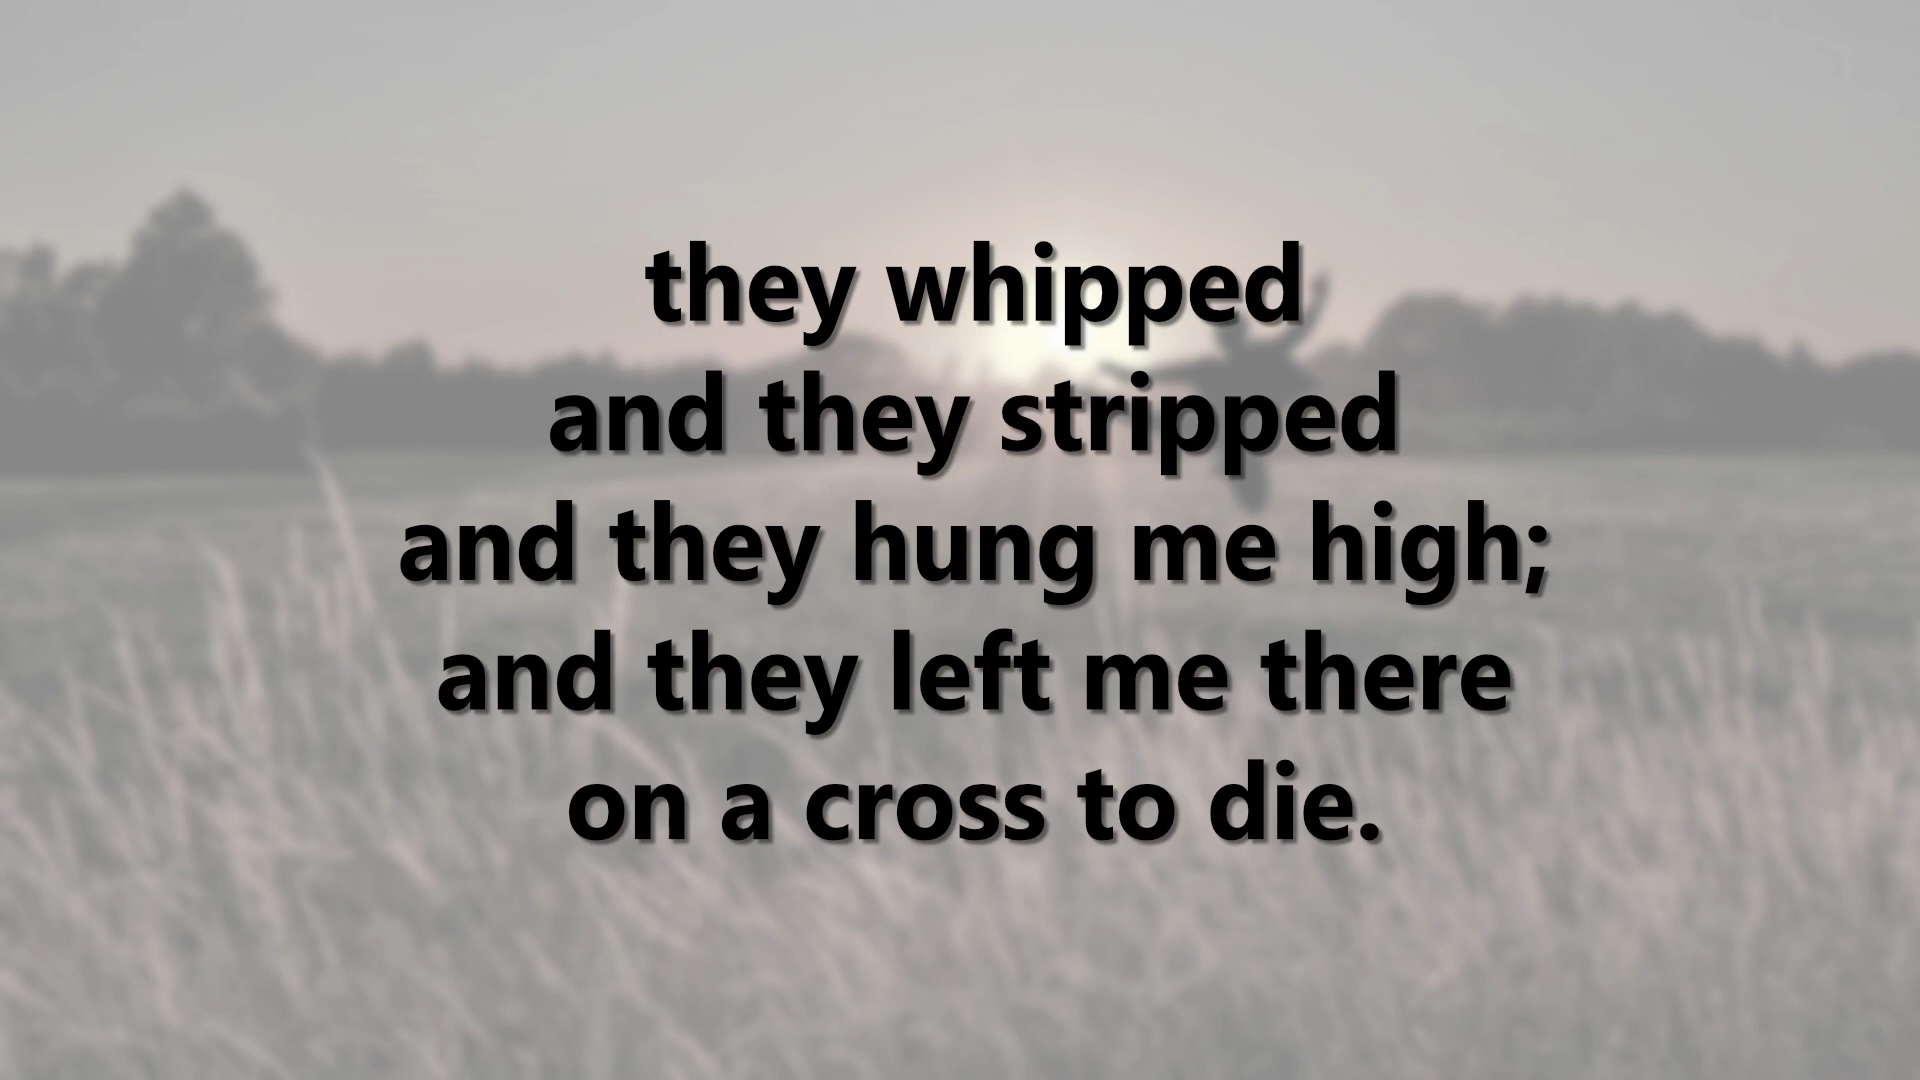 they whipped
and they stripped
and they hung me high;
and they left me there
on a cross to die.